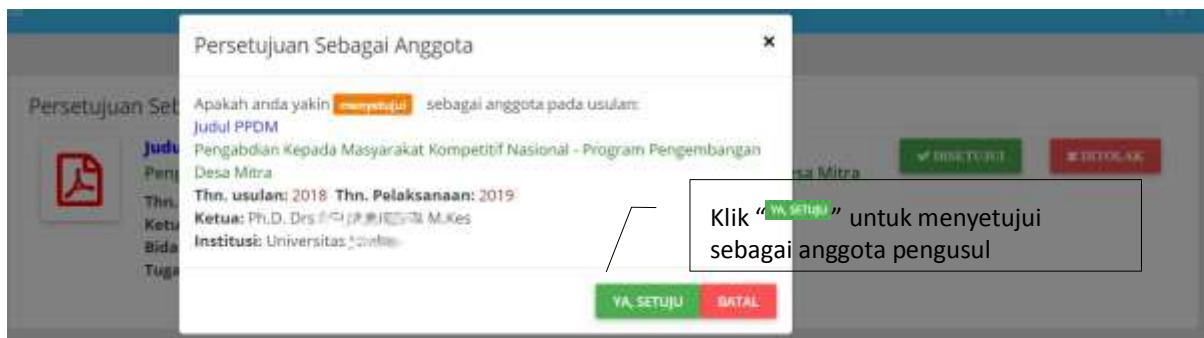 Persetujuan Sebagai Anggota
×
Apakah anda yakin menyetujui sebagai anggota pada usulan:
Judul PPDM
Pengabdian Kepada Masyarakat Kompetitif Nasional - Program Pengembangan
Desa Mitra
Thn. usulan: 2018 Thn. Pelaksanaan: 2019
Ketua: Ph.D. Drs M.Kes
Institusi: Universitas
YA, SETUJU BATAL
Persetujuan Set
Judu
Peng
esa Mitra
Thn.
Ketu
Bida
Tuga
DISETUJUI DITOLAK
Klik “YA, SETUJU” untuk menyetujui
sebagai anggota pengusul